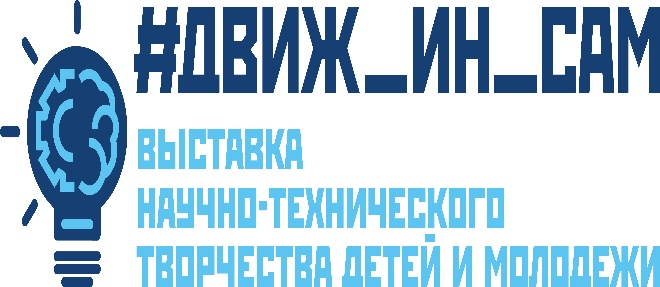 #ДВИЖ_ИН_САМ
ВЫСТАВКА
НАУЧНО-ТЕХНИЧЕСКОГО
ТВОРЧЕСТВА ДЕТЕЙ И МОЛОДЕЖИ